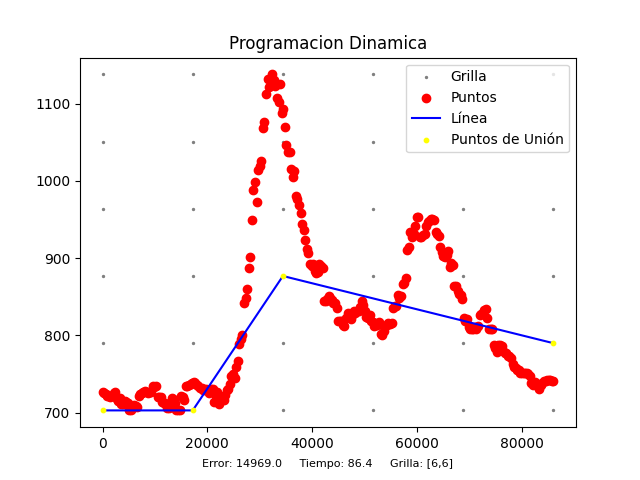 Programacion Dinamica
Grilla
Puntos
Línea
Puntos de Unión
1100
1000
900
800
700
0 20000 40000 60000 80000
Error: 14969.0 Tiempo: 86.4 Grilla: [6,6]